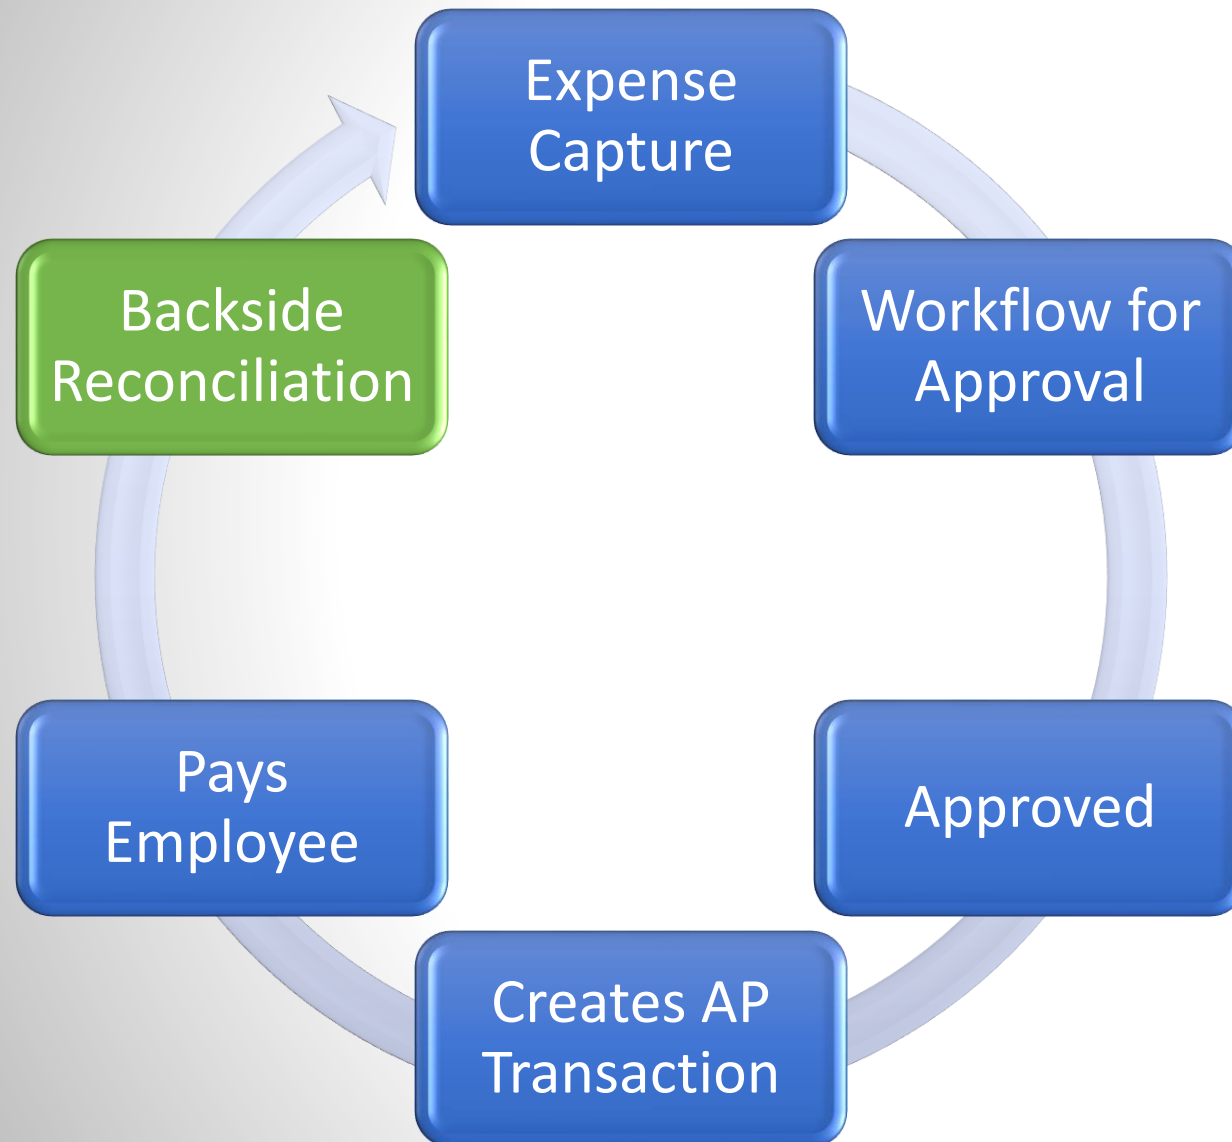 Expense
Capture
Workflow for
Approval
Approved
Creates AP
Transaction
Pays
Employee
Backside
Reconciliation